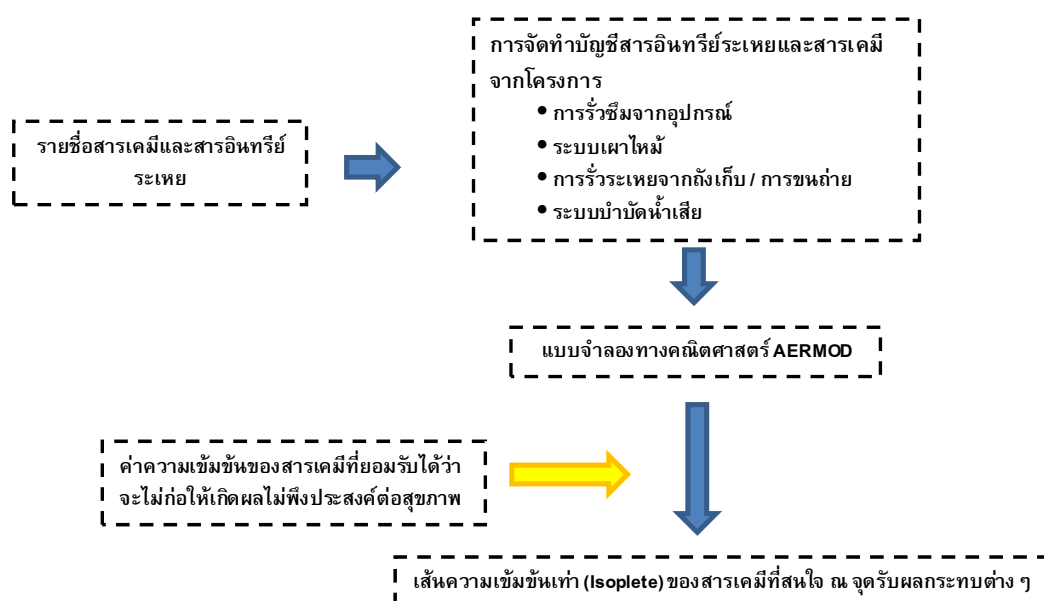 การจัดทำบัญชีสารอินทรีย์ระเหยและสารเคมี
จากโครงการ
• การรั่วซึมจากอุปกรณ์
• ระบบเผาไหม้
• การรั่วระเหยจากถังเก็บ / การขนถ่าย
• ระบบบำบัดน้ำเสีย
รายชื่อสารเคมีและสารอินทรีย์
ระเหย
แบบจำลองทางคณิตศาสตร์ AERMOD
ค่าความเข้มข้นของสารเคมีที่ยอมรับได้ว่า
จะไม่ก่อให้เกิดผลไม่พึงประสงค์ต่อสุขภาพ
เส้นความเข้มข้นเท่า (Isoplete) ของสารเคมีที่สนใจ ณ จุดรับผลกระทบต่าง ๆ